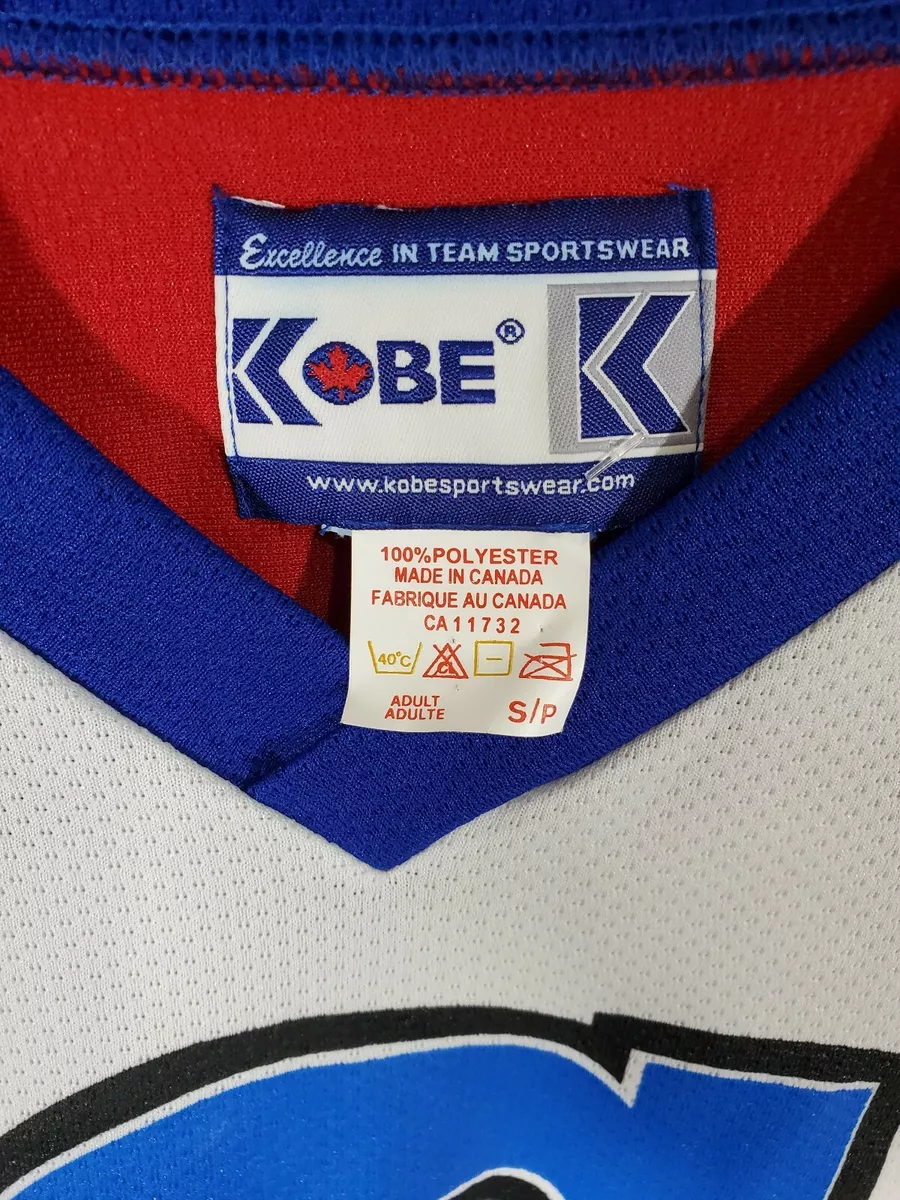 Excellence IN TEAM SPORTSWEAR
KOBE®
K
www.kobesportswear.com
100%POLYESTER
MADE IN CANADA
FABRIQUE AU CANADA
CA11732
40°C CL
ADULT
ADULTE
S/P